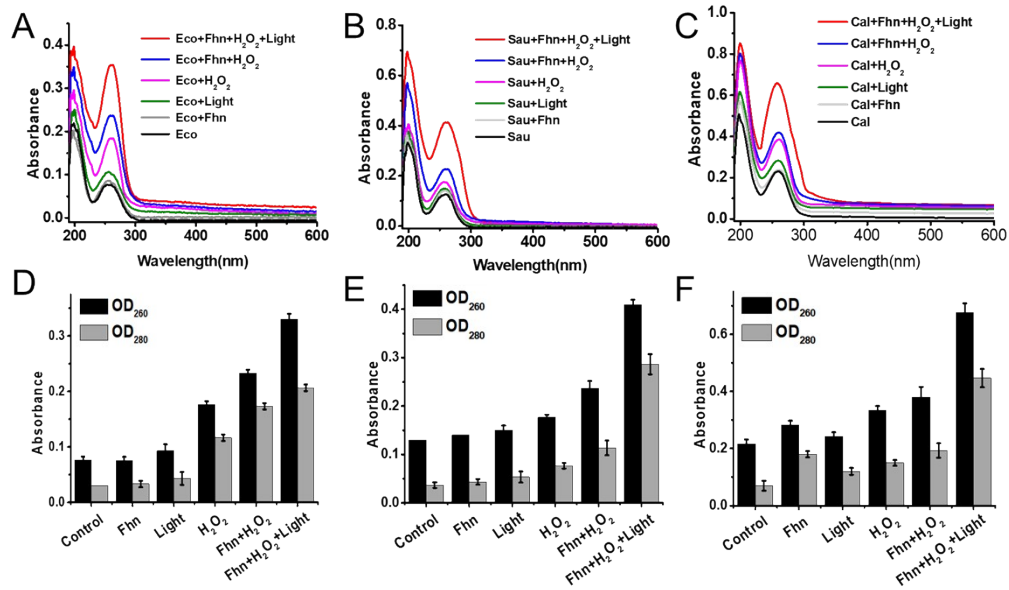 A
Absorbance
0.4
0.3
0.2
0.1
0.0
Eco+Fhn+H₂O₂+Light
Eco+Fhn+H₂O₂
Eco+H₂O₂
Eco+Light
Eco+Fhn
Eco
200 300 400 500 600
Wavelength(nm)
B
Absorbance
0.8
0.6
0.4
0.2
0.0
Sau+Fhn+H₂O₂+Light
Sau+Fhn+H₂O₂
Sau+H₂O₂
Sau+Light
Sau+Fhn
Sau
200 300 400 500 600
Wavelength(nm)
C
Absorbance
1.0
0.8
0.6
0.4
0.2
0.0
Cal+Fhn+H₂O₂+Light
Cal+Fhn+H₂O₂
Cal+H₂O₂
Cal+Light
Cal+Fhn
Cal
200 300 400 500 600
Wavelength(nm)
D
Absorbance
0.3
0.2
0.1
0.0
OD₂₆₀
OD₂₈₀
Control
Fhn
Light
H₂O₂
Fhn+H₂O₂
Fhn+H₂O₂+Light
E
Absorbance
0.4
0.3
0.2
0.1
0.0
OD₂₆₀
OD₂₈₀
Control
Fhn
Light
H₂O₂
Fhn+H₂O₂
Fhn+H₂O₂+Light
F
Absorbance
0.6
0.4
0.2
0.0
OD₂₆₀
OD₂₈₀
Control
Fhn
Light
H₂O₂
Fhn+H₂O₂
Fhn+H₂O₂+Light